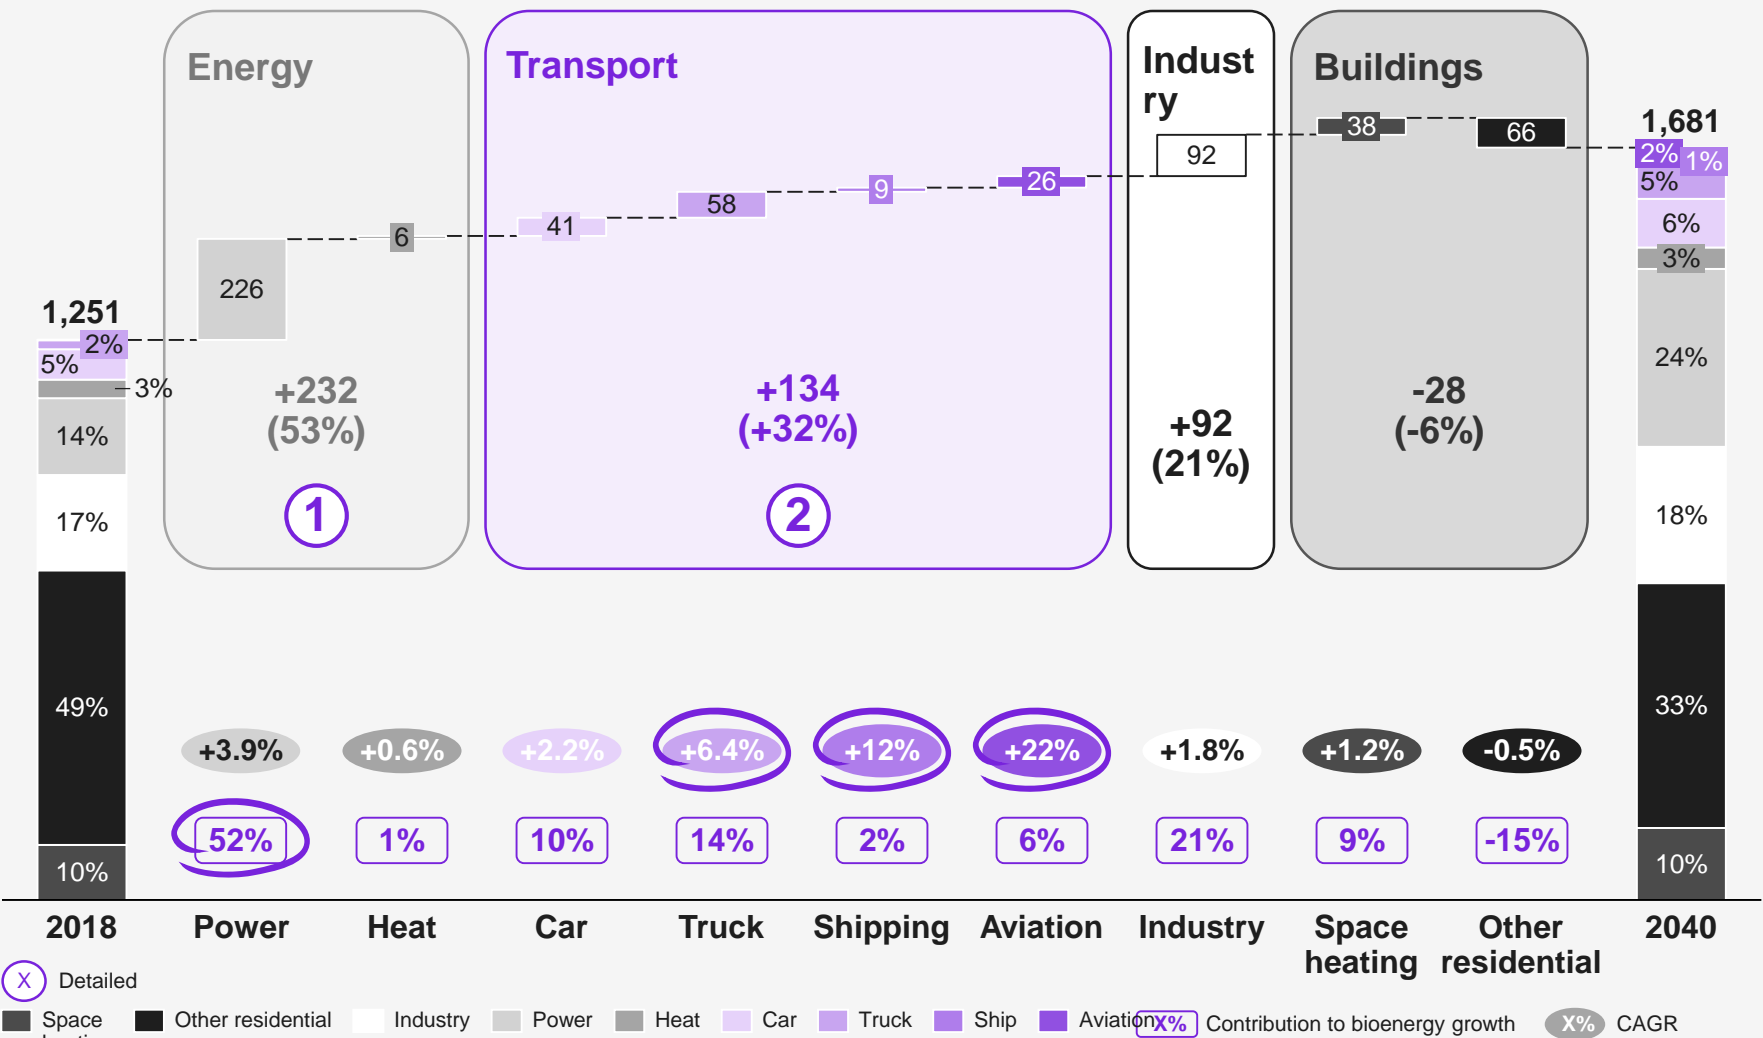 Energy
Transport
Indust
ry
Buildings
1,251
2%
5%
3%
14%
17%
49%
10%
226
6
41
58
9
26
92
38
66
1,681
2%
1%
5%
6%
3%
24%
18%
33%
10%
+232
(53%)
1
+134
(+32%)
2
+92
(21%)
-28
(-6%)
+3.9%
+0.6%
+2.2%
+6.4%
+12%
+22%
+1.8%
+1.2%
-0.5%
52%
1%
10%
14%
2%
6%
21%
9%
-15%
2018
Power
Heat
Car
Truck
Shipping
Aviation
Industry
Space
heating
Other
residential
2040
X Detailed
Space
Other residential
Industry
Power
Heat
Car
Truck
Ship
Aviation
X% Contribution to bioenergy growth
X% CAGR